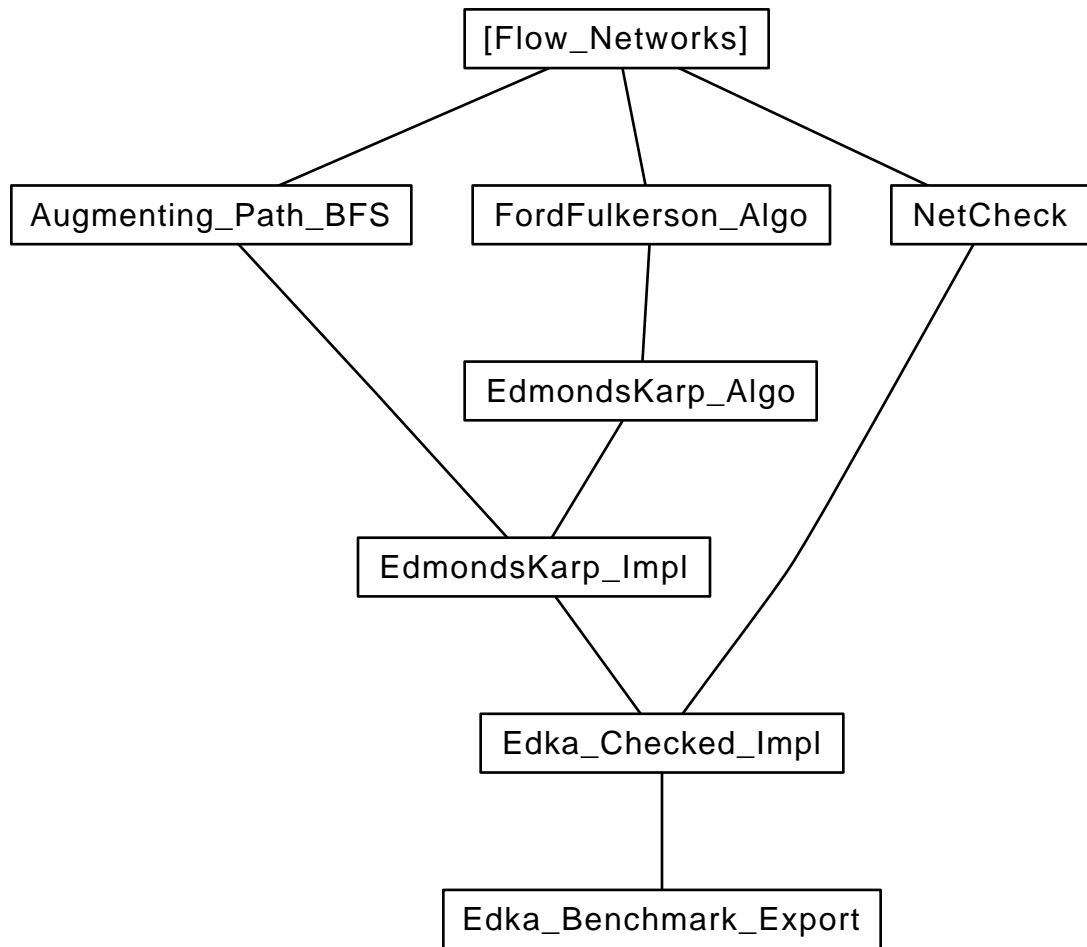 [Flow_Networks]
Augmenting_Path_BFS
FordFulkerson_Algo
NetCheck
EdmondsKarp_Algo
EdmondsKarp_Impl
Edka_Checked_Impl
Edka_Benchmark_Export